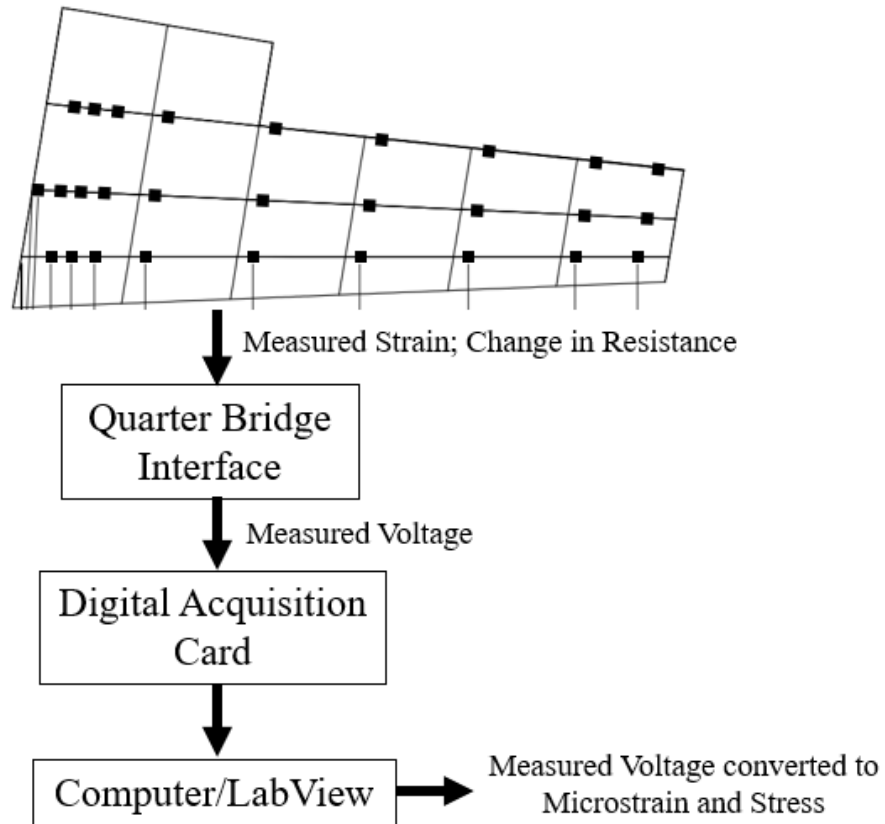 Measured Strain; Change in Resistance
Quarter Bridge
Interface
Measured Voltage
Digital Acquisition
Card
Computer/LabView
Measured Voltage converted to
Microstrain and Stress